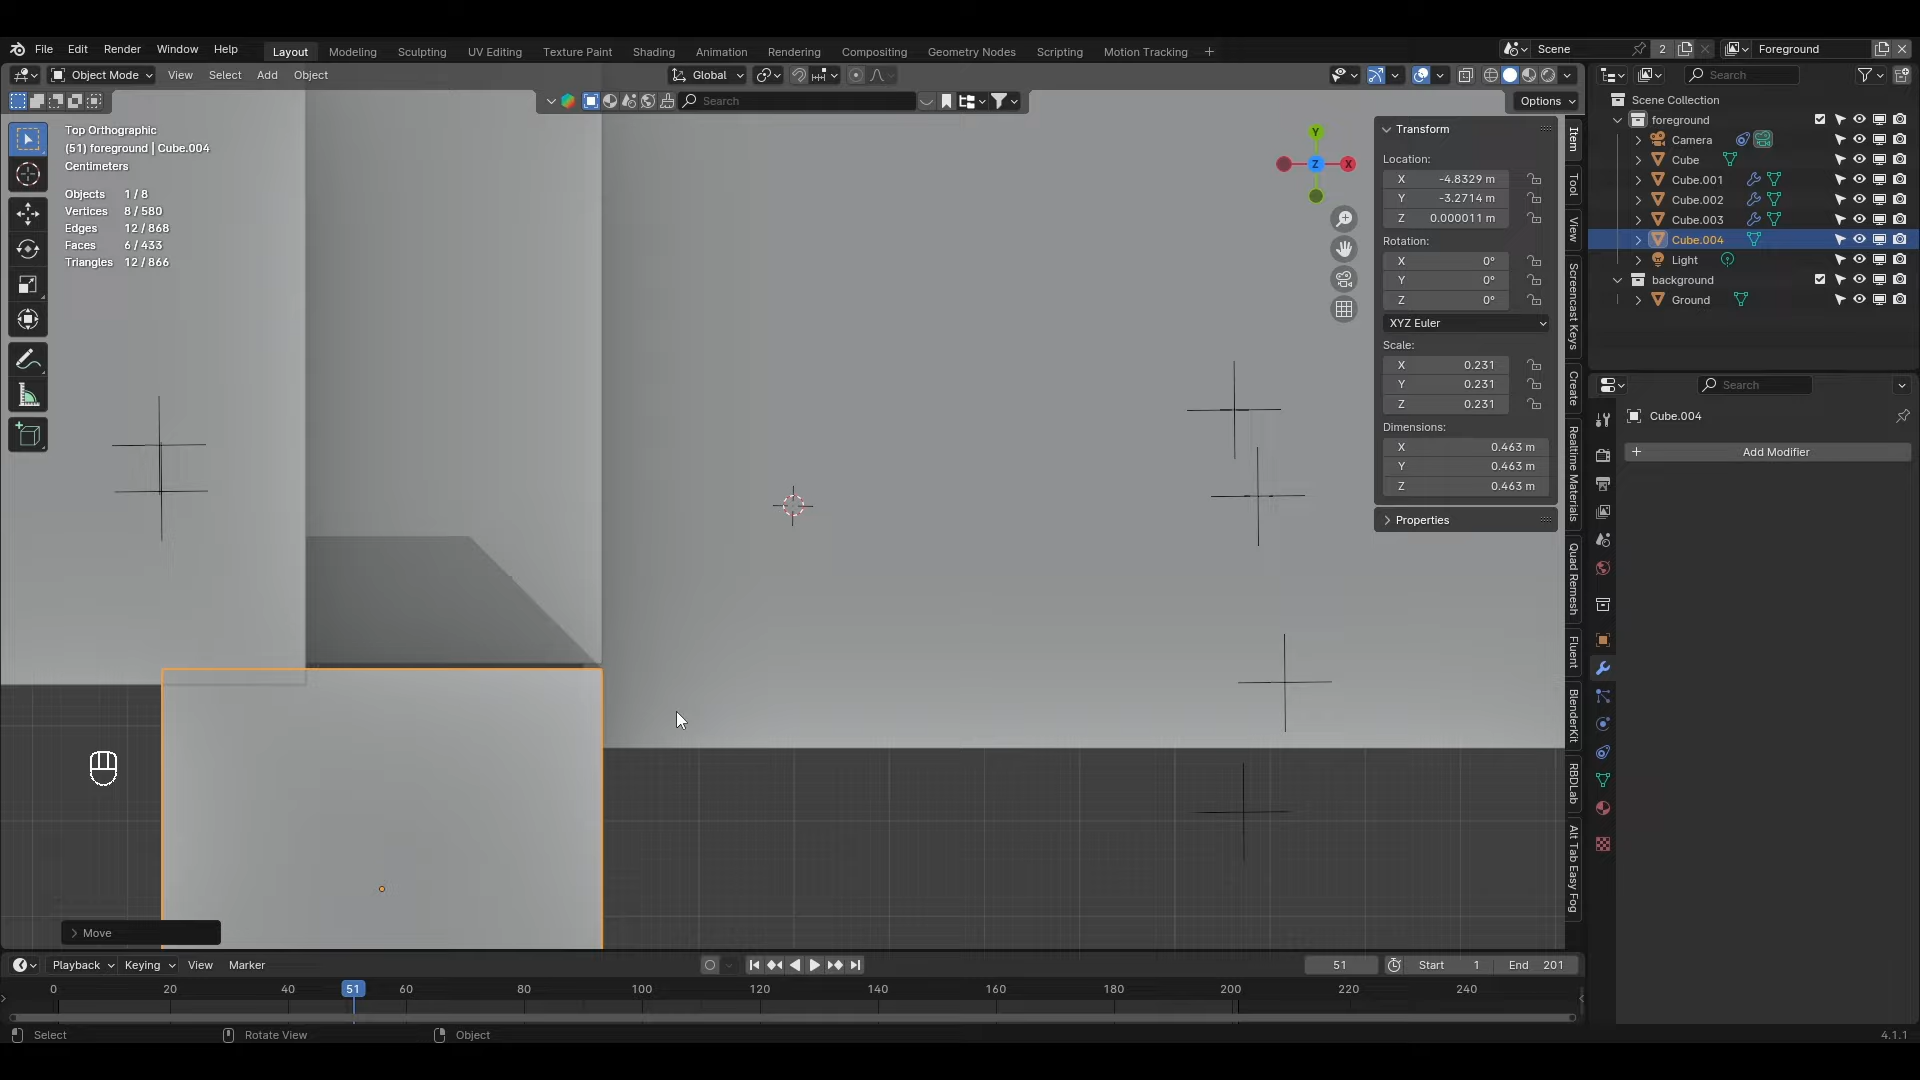 File Edit Render Window Help Layout Modeling Sculpting UV Editing Texture Paint Shading Animation Rendering Compositing Geometry Nodes Scripting Motion Tracking + Scene 2 Foreground
Object Mode View Select Add Object Global Search
Search Options
Top Orthographic
(51) foreground | Cube.004
Centimeters
Objects 1 / 8
Vertices 8 / 580
Edges 12 / 868
Faces 6 / 433
Triangles 12 / 866
Y
Z X
Transform
Location:
X -4.8329 m
Y -3.2714 m
Z 0.000011 m
Rotation:
X 0°
Y 0°
Z 0°
XYZ Euler
Scale:
X 0.231
Y 0.231
Z 0.231
Dimensions:
X 0.463 m
Y 0.463 m
Z 0.463 m
Properties
Item
Tool
View
Screencast Keys
Create
Realtime Materials
Quad Remesh
Fluent
BlenderKit
RBDLab
Alt Tab Easy Fog
Scene Collection
foreground
Camera
Cube
Cube.001
Cube.002
Cube.003
Cube.004
Light
background
Ground
Search
Cube.004
+ Add Modifier
Move
Playback Keying View Marker 51 Start 1 End 201
0 20 40 51 60 80 100 120 140 160 180 200 220 240
Select Rotate View Object 4.1.1